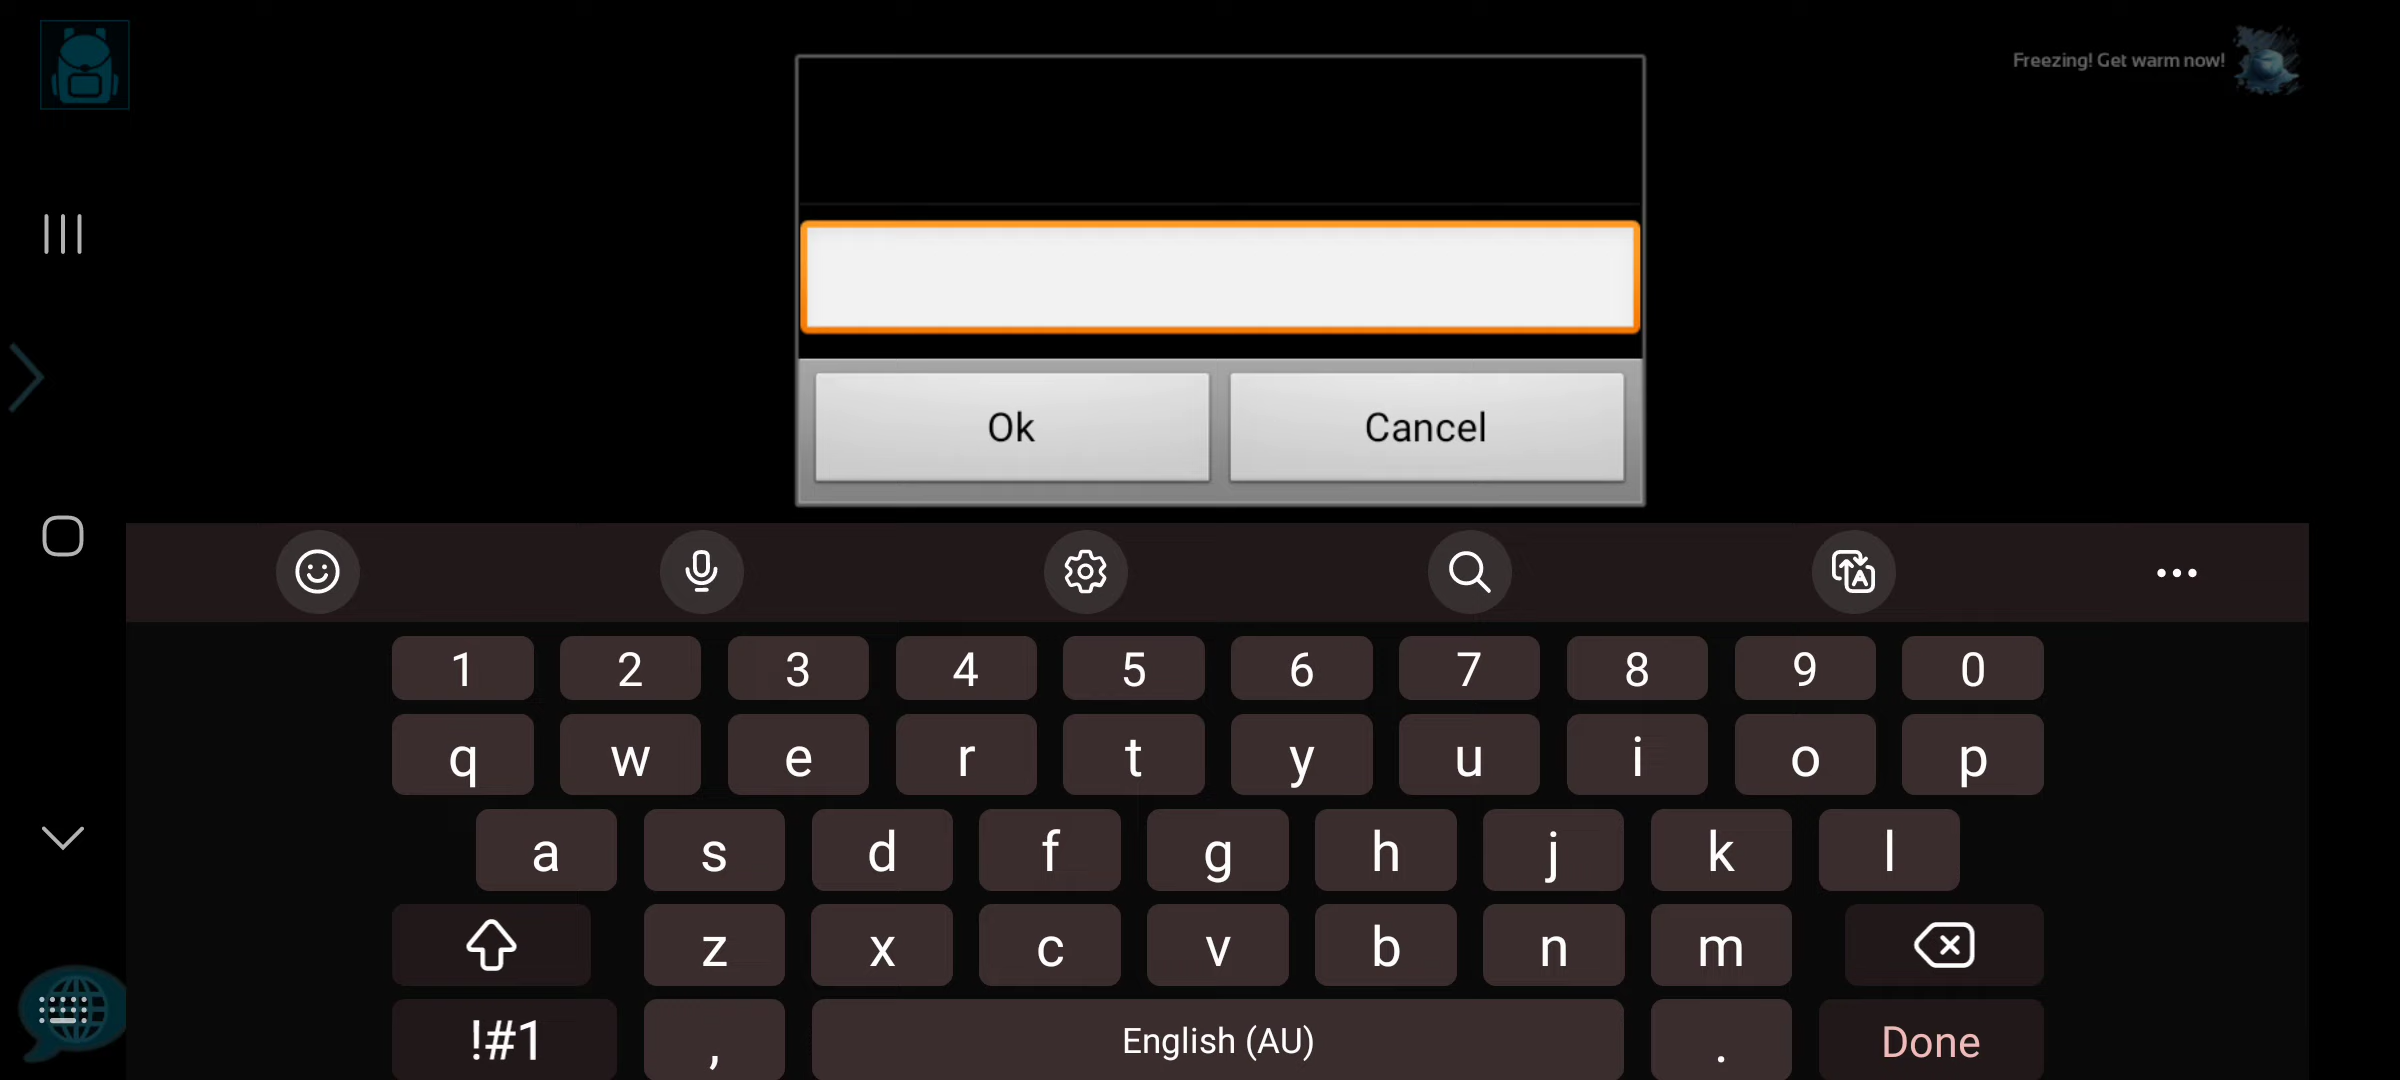 Freezing! Get warm now!
Ok Cancel
1 2 3 4 5 6 7 8 9 0
q w e r t y u i o p
a s d f g h j k l
z x c v b n m
!#1 , English (AU) . Done